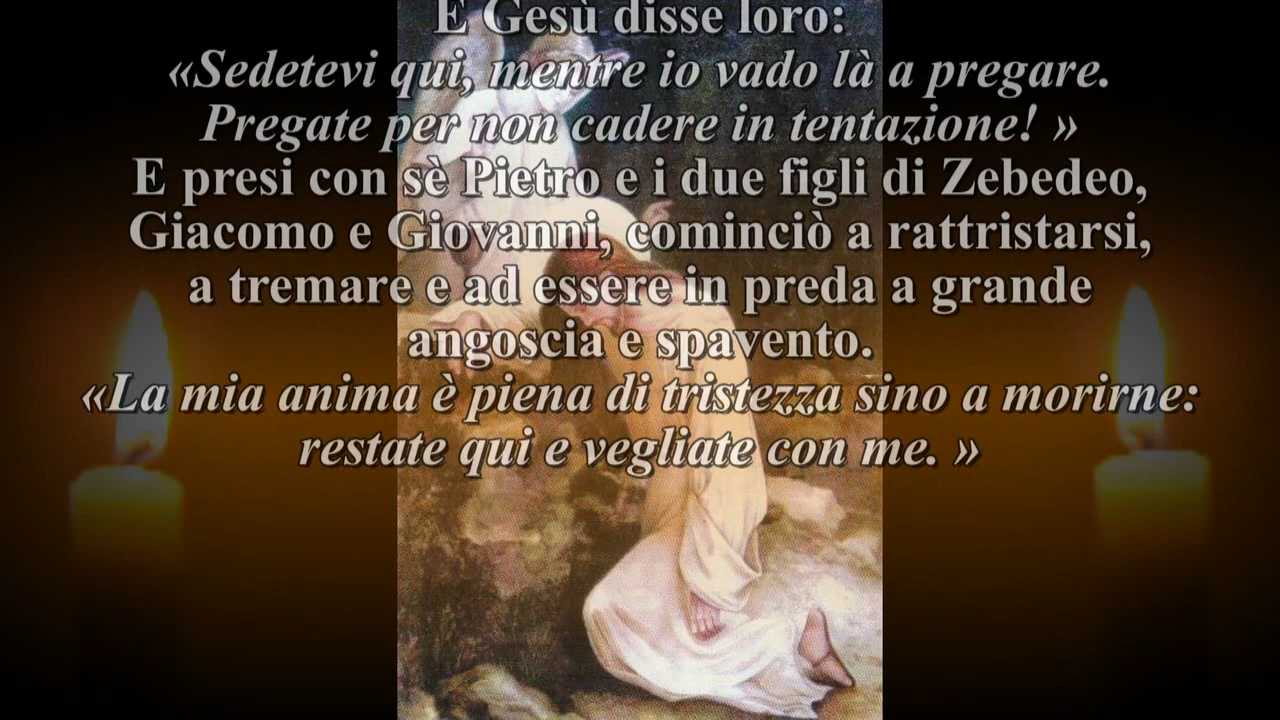 E Gesù disse loro:
«Sedetevi qui, mentre io vado là a pregare.
Pregate per non cadere in tentazione! »
E presi con sè Pietro e i due figli di Zebedeo,
Giacomo e Giovanni, cominciò a rattristarsi,
a tremare e ad essere in preda a grande
angoscia e spavento.
«La mia anima è piena di tristezza sino a morirne:
restate qui e vegliate con me. »